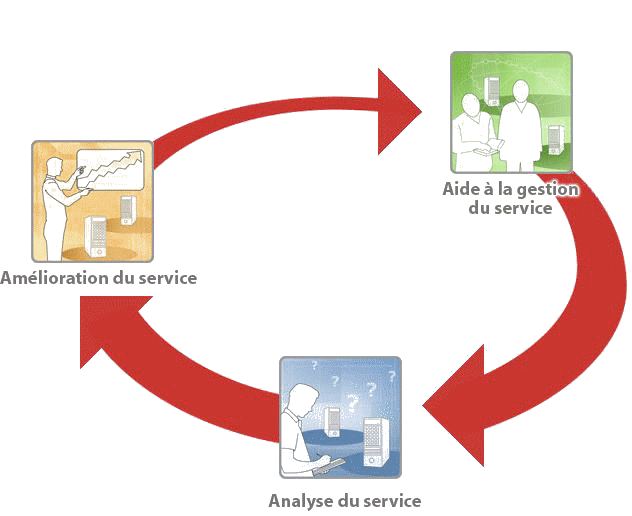 Aide à la gestion
du service
Amélioration du service
? ? ? ?
Analyse du service